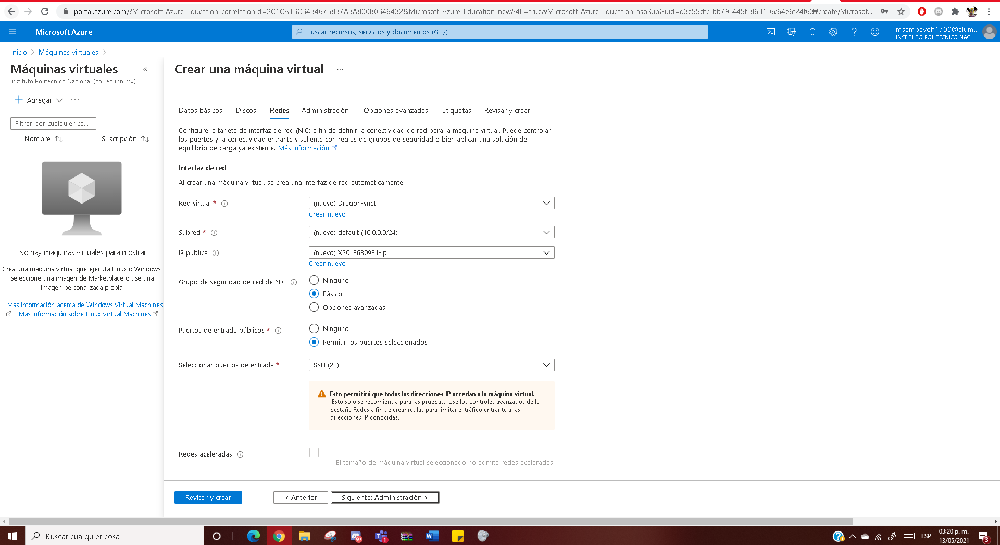 portal.azure.com/?Microsoft_Azure_Education_correlationId=2C1CA1BCB4B4675837ABA800B0B46432&Microsoft_Azure_Education_newA4E=true&Microsoft_Azure_Education_asoSubGuid=d3e55dfc-bb79-445f-8631-6c64e6f24f63#create/Microsof...
Microsoft Azure
Buscar recursos, servicios y documentos (G+/)
msampayoh1700@alum...
INSTITUTO POLITECNICO NACI...
Inicio > Máquinas virtuales >
Máquinas virtuales
«
Instituto Politecnico Nacional (correo.ipn.mx)
+ Agregar
...
Filtrar por cualquier ca...
Nombre ↑↓
Suscripción ↑↓
No hay máquinas virtuales para mostrar
Crea una máquina virtual que ejecuta Linux o Windows.
Seleccione una imagen de Marketplace o use una
imagen personalizada propia.
Más información acerca de Windows Virtual Machines
Más información sobre Linux Virtual Machines
Crear una máquina virtual ...
Datos básicos Discos Redes Administración Opciones avanzadas Etiquetas Revisar y crear
Configure la tarjeta de interfaz de red (NIC) a fin de definir la conectividad de red para la máquina virtual. Puede controlar
los puertos y la conectividad entrante y saliente con reglas de grupos de seguridad o bien aplicar una solución de
equilibrio de carga ya existente. Más información
Interfaz de red
Al crear una máquina virtual, se crea una interfaz de red automáticamente.
Red virtual *
(nuevo) Dragon-vnet
Crear nuevo
Subred *
(nuevo) default (10.0.0.0/24)
IP pública
(nuevo) X2018630981-ip
Crear nuevo
Grupo de seguridad de red de NIC
Ninguno
Básico
Opciones avanzadas
Puertos de entrada públicos *
Ninguno
Permitir los puertos seleccionados
Seleccionar puertos de entrada *
SSH (22)
Esto permitirá que todas las direcciones IP accedan a la máquina virtual.
Esto solo se recomienda para las pruebas. Use los controles avanzados de la
pestaña Redes a fin de crear reglas para limitar el tráfico entrante a las
direcciones IP conocidas.
Redes aceleradas
El tamaño de máquina virtual seleccionado no admite redes aceleradas.
Revisar y crear
< Anterior
Siguiente: Administración >
Buscar cualquier cosa
9+
1
ESP
03:20 p. m.
13/05/2021
3